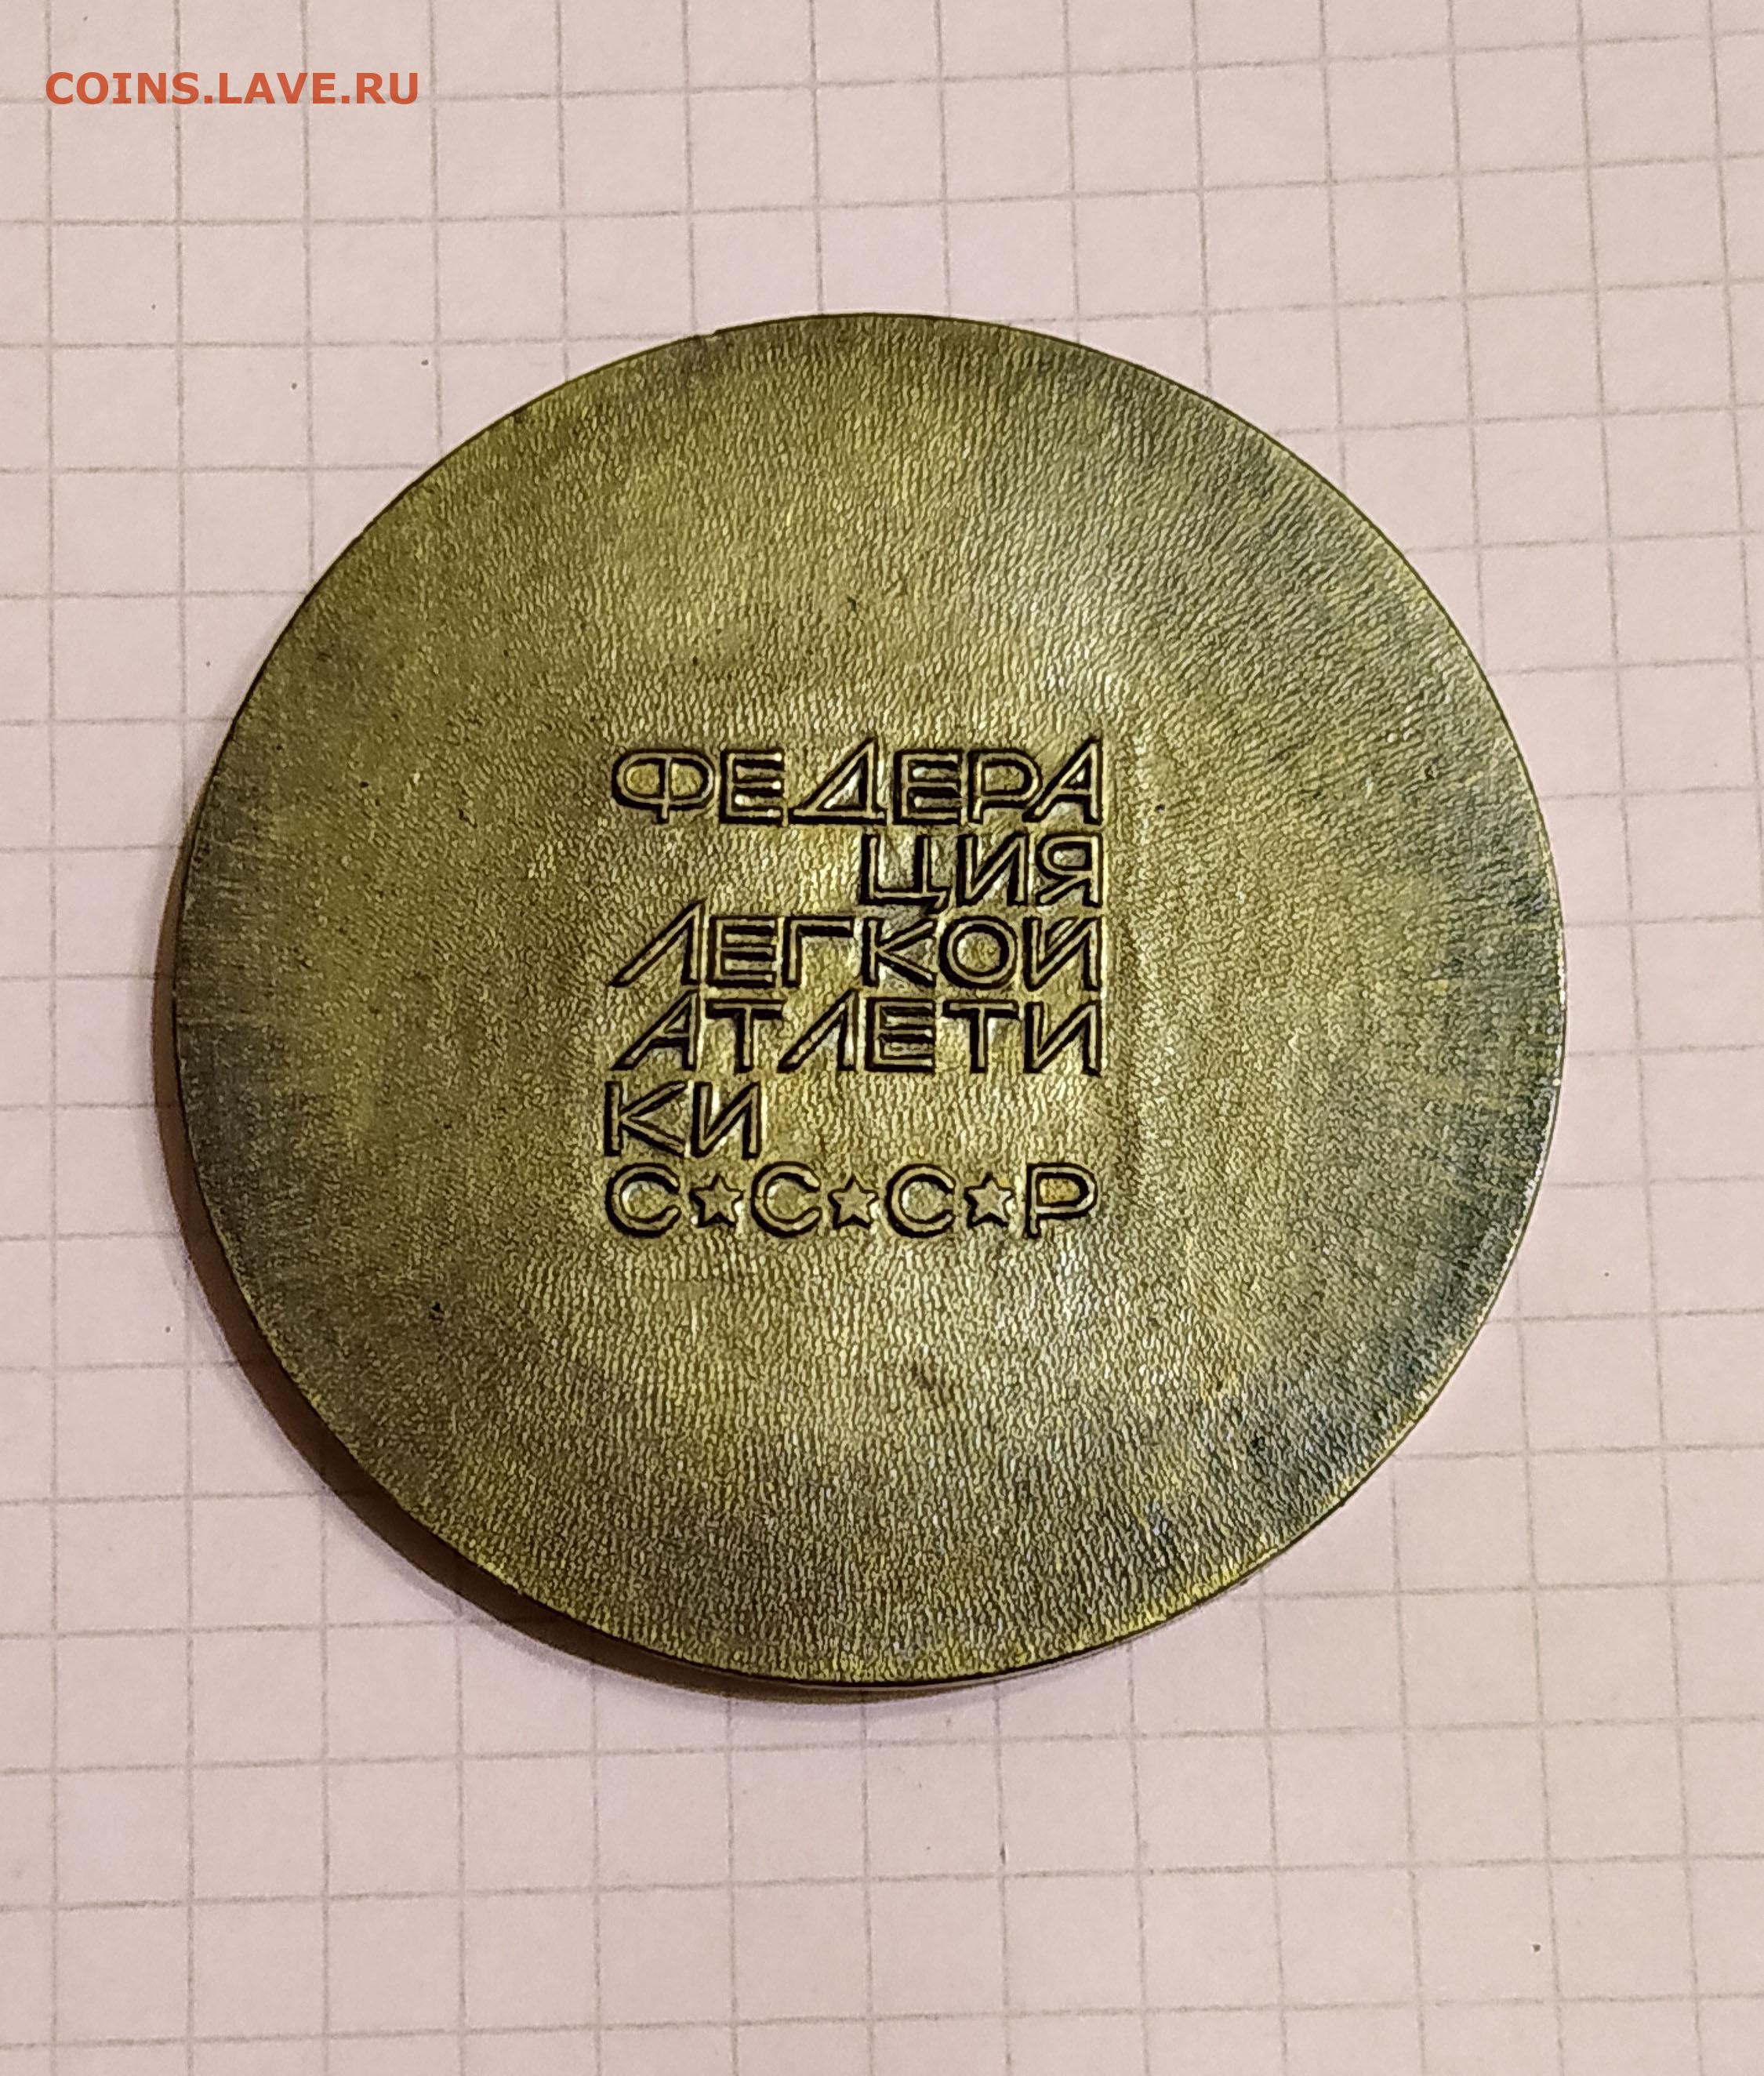 COINS.LAVE.RU
ФЕДЕРА
ЦИЯ
ЛЕГКОЙ
АТЛЕТИ
КИ
С★С★С★Р